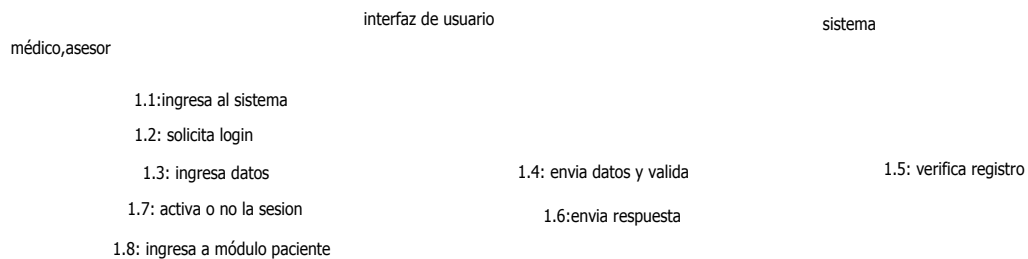 interfaz de usuario
sistema
médico,asesor
1.1:ingresa al sistema
1.2: solicita login
1.3: ingresa datos
1.4: envia datos y valida
1.5: verifica registro
1.7: activa o no la sesion
1.6:envia respuesta
1.8: ingresa a módulo paciente